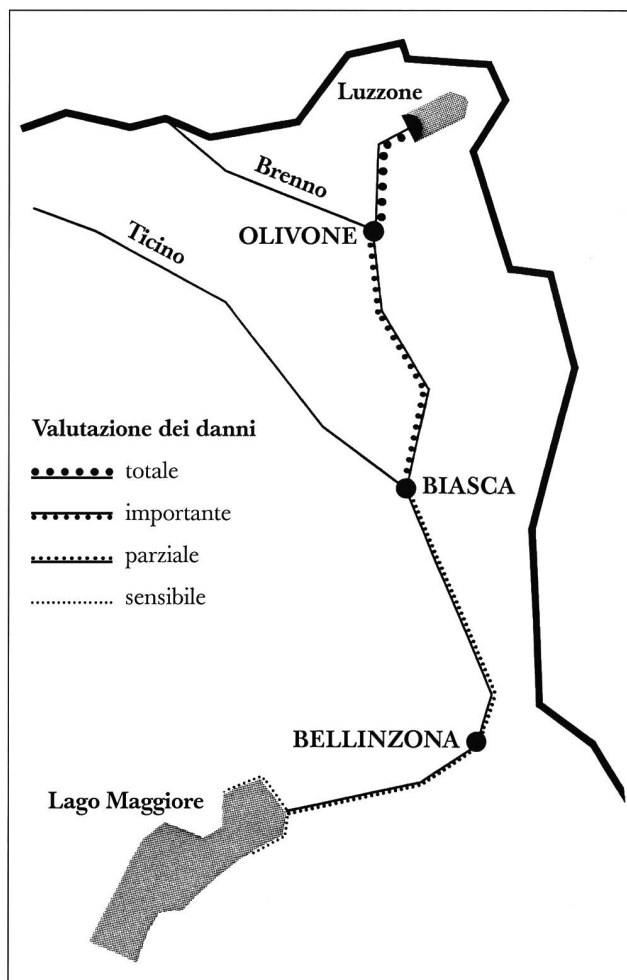 Luzzone
Brenno
OLIVONE
Ticino
Valutazione dei danni
totale
importante
parziale
sensibile
BIASCA
BELLINZONA
Lago Maggiore